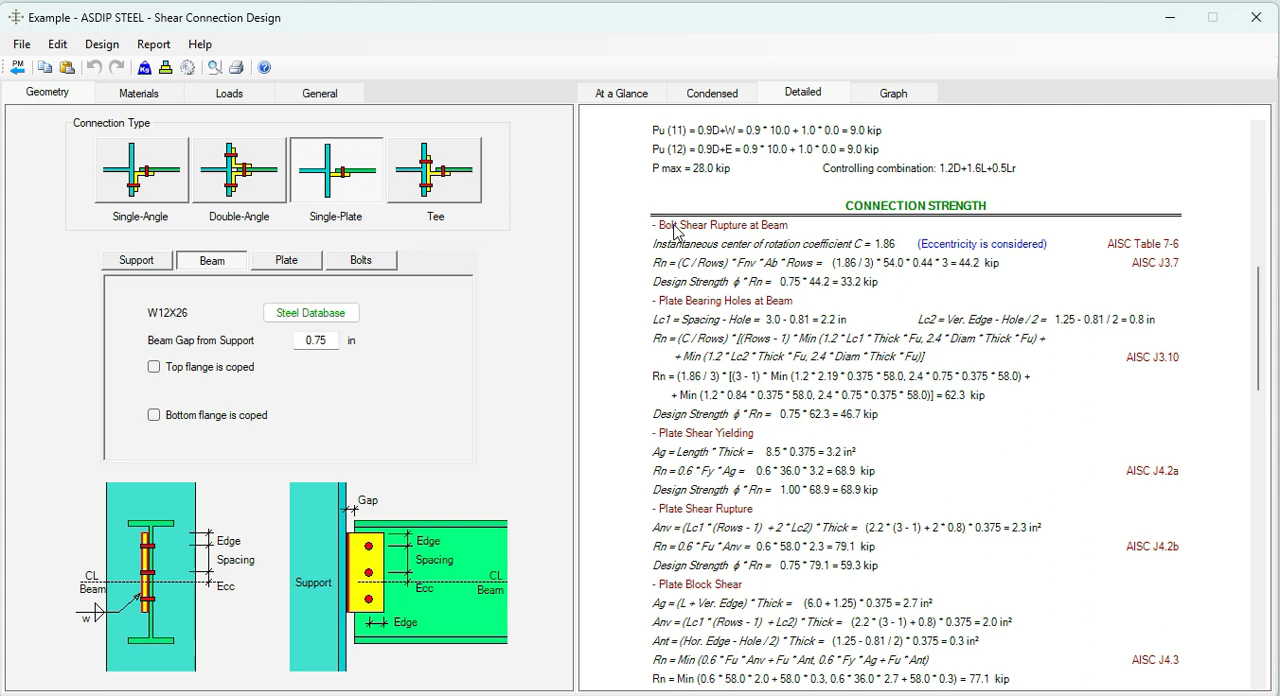 Example - ASDIP STEEL - Shear Connection Design
File Edit Design Report Help
PM
Kg
Geometry Materials Loads General
At a Glance Condensed Detailed Graph
Connection Type
Single-Angle Double-Angle Single-Plate Tee
Support Beam Plate Bolts
W12X26 Steel Database
Beam Gap from Support 0.75 in
Top flange is coped
Bottom flange is coped
Edge
Spacing
Ecc
CL
Beam
w
Gap
Support
Edge
Spacing
Ecc
CL
Beam
Edge
Pu (11) = 0.9D+W = 0.9 * 10.0 + 1.0 * 0.0 = 9.0 kip
Pu (12) = 0.9D+E = 0.9 * 10.0 + 1.0 * 0.0 = 9.0 kip
P max = 28.0 kip Controlling combination: 1.2D+1.6L+0.5Lr
CONNECTION STRENGTH
- Bolt Shear Rupture at Beam
Instantaneous center of rotation coefficient C = 1.86 (Eccentricity is considered) AISC Table 7-6
Rn = (C / Rows) * Fnv * Ab * Rows = (1.86 / 3) * 54.0 * 0.44 * 3 = 44.2 kip AISC J3.7
Design Strength ϕ * Rn = 0.75 * 44.2 = 33.2 kip
- Plate Bearing Holes at Beam
Lc1 = Spacing - Hole = 3.0 - 0.81 = 2.2 in Lc2 = Ver. Edge - Hole / 2 = 1.25 - 0.81 / 2 = 0.8 in
Rn = (C / Rows) * [(Rows - 1) * Min (1.2 * Lc1 * Thick * Fu, 2.4 * Diam * Thick * Fu) +
+ Min (1.2 * Lc2 * Thick * Fu, 2.4 * Diam * Thick * Fu)] AISC J3.10
Rn = (1.86 / 3) * [(3 - 1) * Min (1.2 * 2.19 * 0.375 * 58.0, 2.4 * 0.75 * 0.375 * 58.0) +
+ Min (1.2 * 0.84 * 0.375 * 58.0, 2.4 * 0.75 * 0.375 * 58.0)] = 62.3 kip
Design Strength ϕ * Rn = 0.75 * 62.3 = 46.7 kip
- Plate Shear Yielding
Ag = Length * Thick = 8.5 * 0.375 = 3.2 in²
Rn = 0.6 * Fy * Ag = 0.6 * 36.0 * 3.2 = 68.9 kip AISC J4.2a
Design Strength ϕ * Rn = 1.00 * 68.9 = 68.9 kip
- Plate Shear Rupture
Anv = (Lc1 * (Rows - 1) + 2 * Lc2) * Thick = (2.2 * (3 - 1) + 2 * 0.8) * 0.375 = 2.3 in²
Rn = 0.6 * Fu * Anv = 0.6 * 58.0 * 2.3 = 79.1 kip AISC J4.2b
Design Strength ϕ * Rn = 0.75 * 79.1 = 59.3 kip
- Plate Block Shear
Ag = (L + Ver. Edge) * Thick = (6.0 + 1.25) * 0.375 = 2.7 in²
Anv = (Lc1 * (Rows - 1) + Lc2) * Thick = (2.2 * (3 - 1) + 0.8) * 0.375 = 2.0 in²
Ant = (Hor. Edge - Hole / 2) * Thick = (1.25 - 0.81 / 2) * 0.375 = 0.3 in²
Rn = Min (0.6 * Fu * Anv + Fu * Ant, 0.6 * Fy * Ag + Fu * Ant) AISC J4.3
Rn = Min (0.6 * 58.0 * 2.0 + 58.0 * 0.3, 0.6 * 36.0 * 2.7 + 58.0 * 0.3) = 77.1 kip